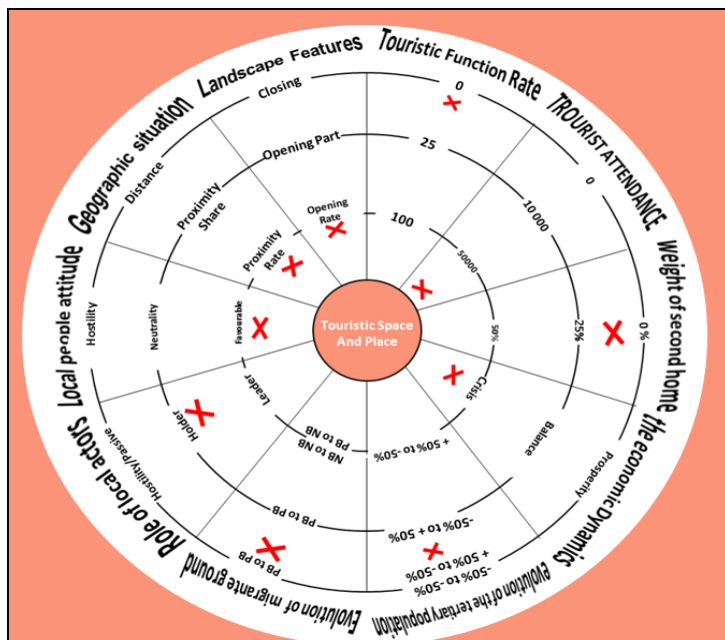 Touristic Function Rate
0
25
100
TROURIST ATTENDANCE
0
10 000
50000
Weight of second home
0%
25%
50%
the economic Dynamics
Prosperity
Balance
Crisis
evolution of the tertiary population
-50% to -50%
+ 50% to -50%
-50% to + 50%
+ 50% to -50%
Evolution of migrante ground
PB to PB
PB to PB
NB to NB
PB to NB
Role of local actors
Hostility/Passive
Holder
Leader
Local people attitude
Hostility
Neutrality
Favourable
Geographic situation
Distance
Proximity
Share
Proximity
Rate
Landscape Features
Closing
Opening Part
Opening
Rate
Touristic Space
And Place